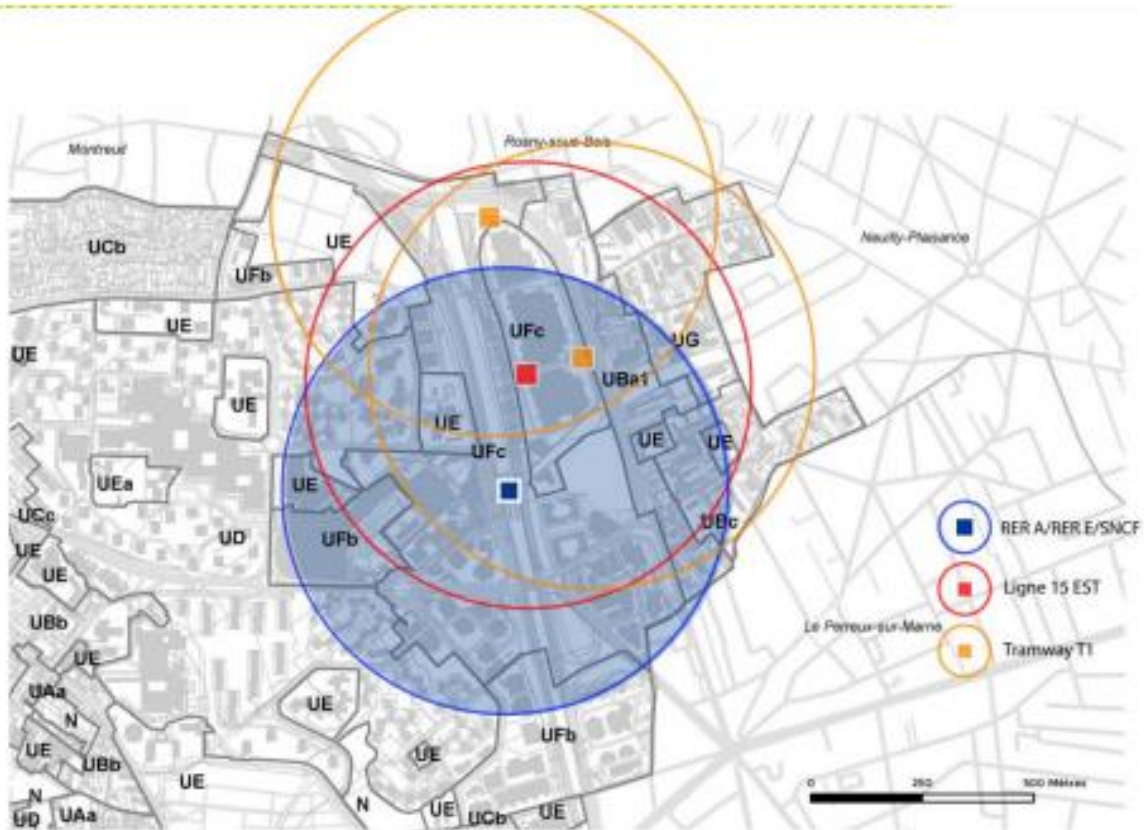 Montreuil
Rosny-sous-Bois
Neuilly-Plaisance
UCb
UE
UFb
UE
UE
UFc
UG
UBa1
UE
UE
UFc
UE
UE
UEa
UE
UCc
UD
UFb
UBc
UE
UE
UBb
UE
UAa
N
UE
UE
UBb
UE
UFb
UE
N
N
UD
UAa
UE
UCb
UE
Le Perreux-sur-Marne
RER A/RER E/SNCF
Ligne 15 EST
Tramway T1
0 250 500 Mètres